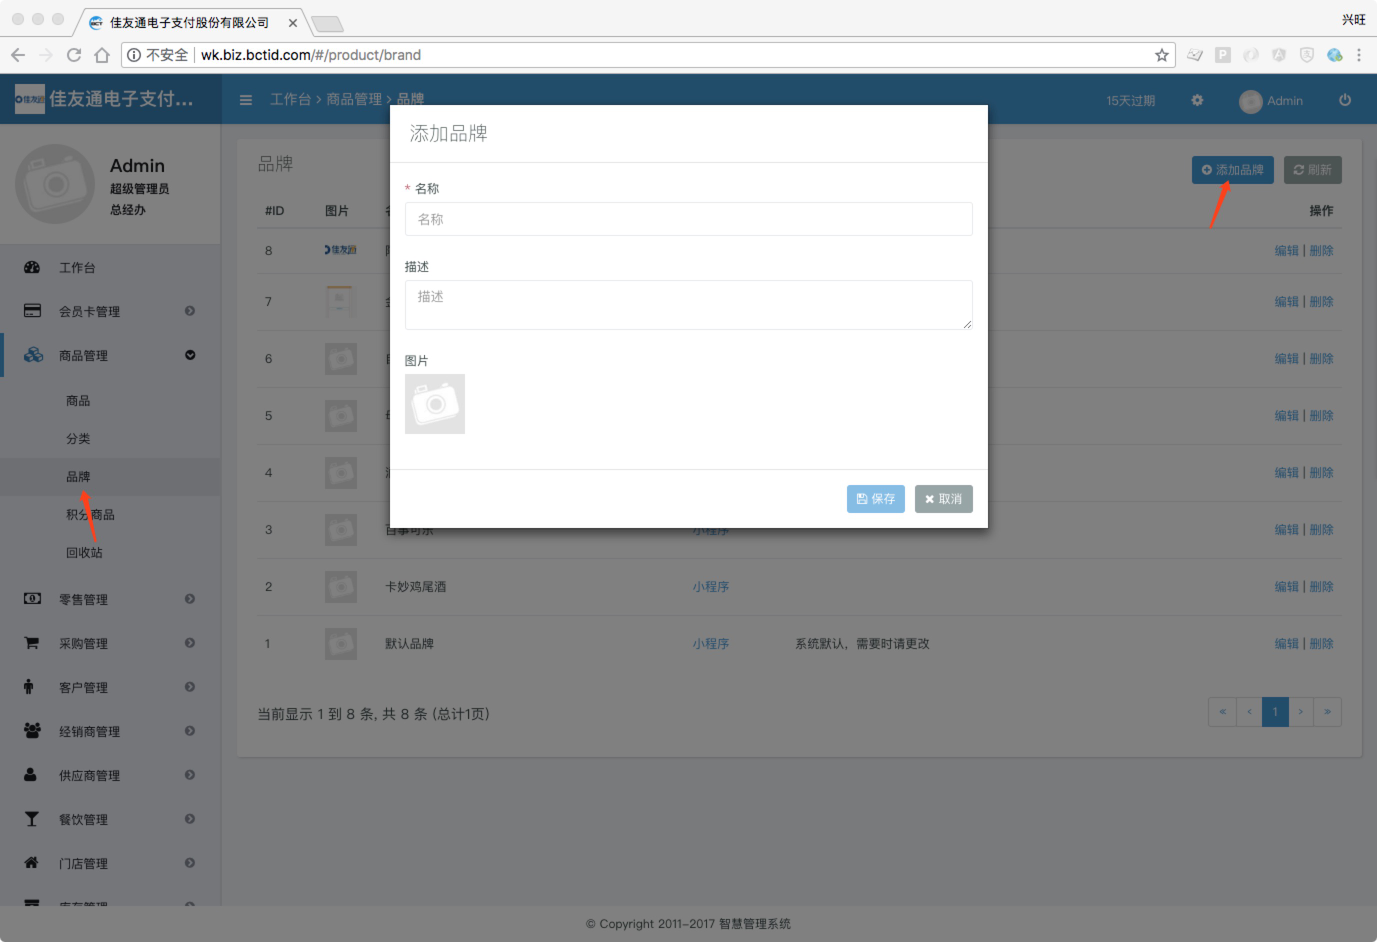 佳友通电子支付股份有限公司
兴旺
不安全 wk.biz.bctid.com/#/product/brand
佳友通电子支付...
工作台 > 商品管理 > 品牌
15天过期
Admin
Admin
超级管理员
总经办
工作台
会员卡管理
商品管理
商品
分类
品牌
积分商品
回收站
零售管理
采购管理
客户管理
经销商管理
供应商管理
餐饮管理
门店管理
品牌
添加品牌
刷新
#ID 图片 操作
8 佳友通 编辑 | 删除
7 编辑 | 删除
6 编辑 | 删除
5 编辑 | 删除
4 编辑 | 删除
3 百事可乐 小程序 编辑 | 删除
2 卡妙鸡尾酒 小程序 编辑 | 删除
1 默认品牌 小程序 系统默认，需要时请更改 编辑 | 删除
当前显示 1 到 8 条, 共 8 条 (总计1页)
« ‹ 1 › »
添加品牌
* 名称
名称
描述
描述
图片
保存
取消
© Copyright 2011-2017 智慧管理系统